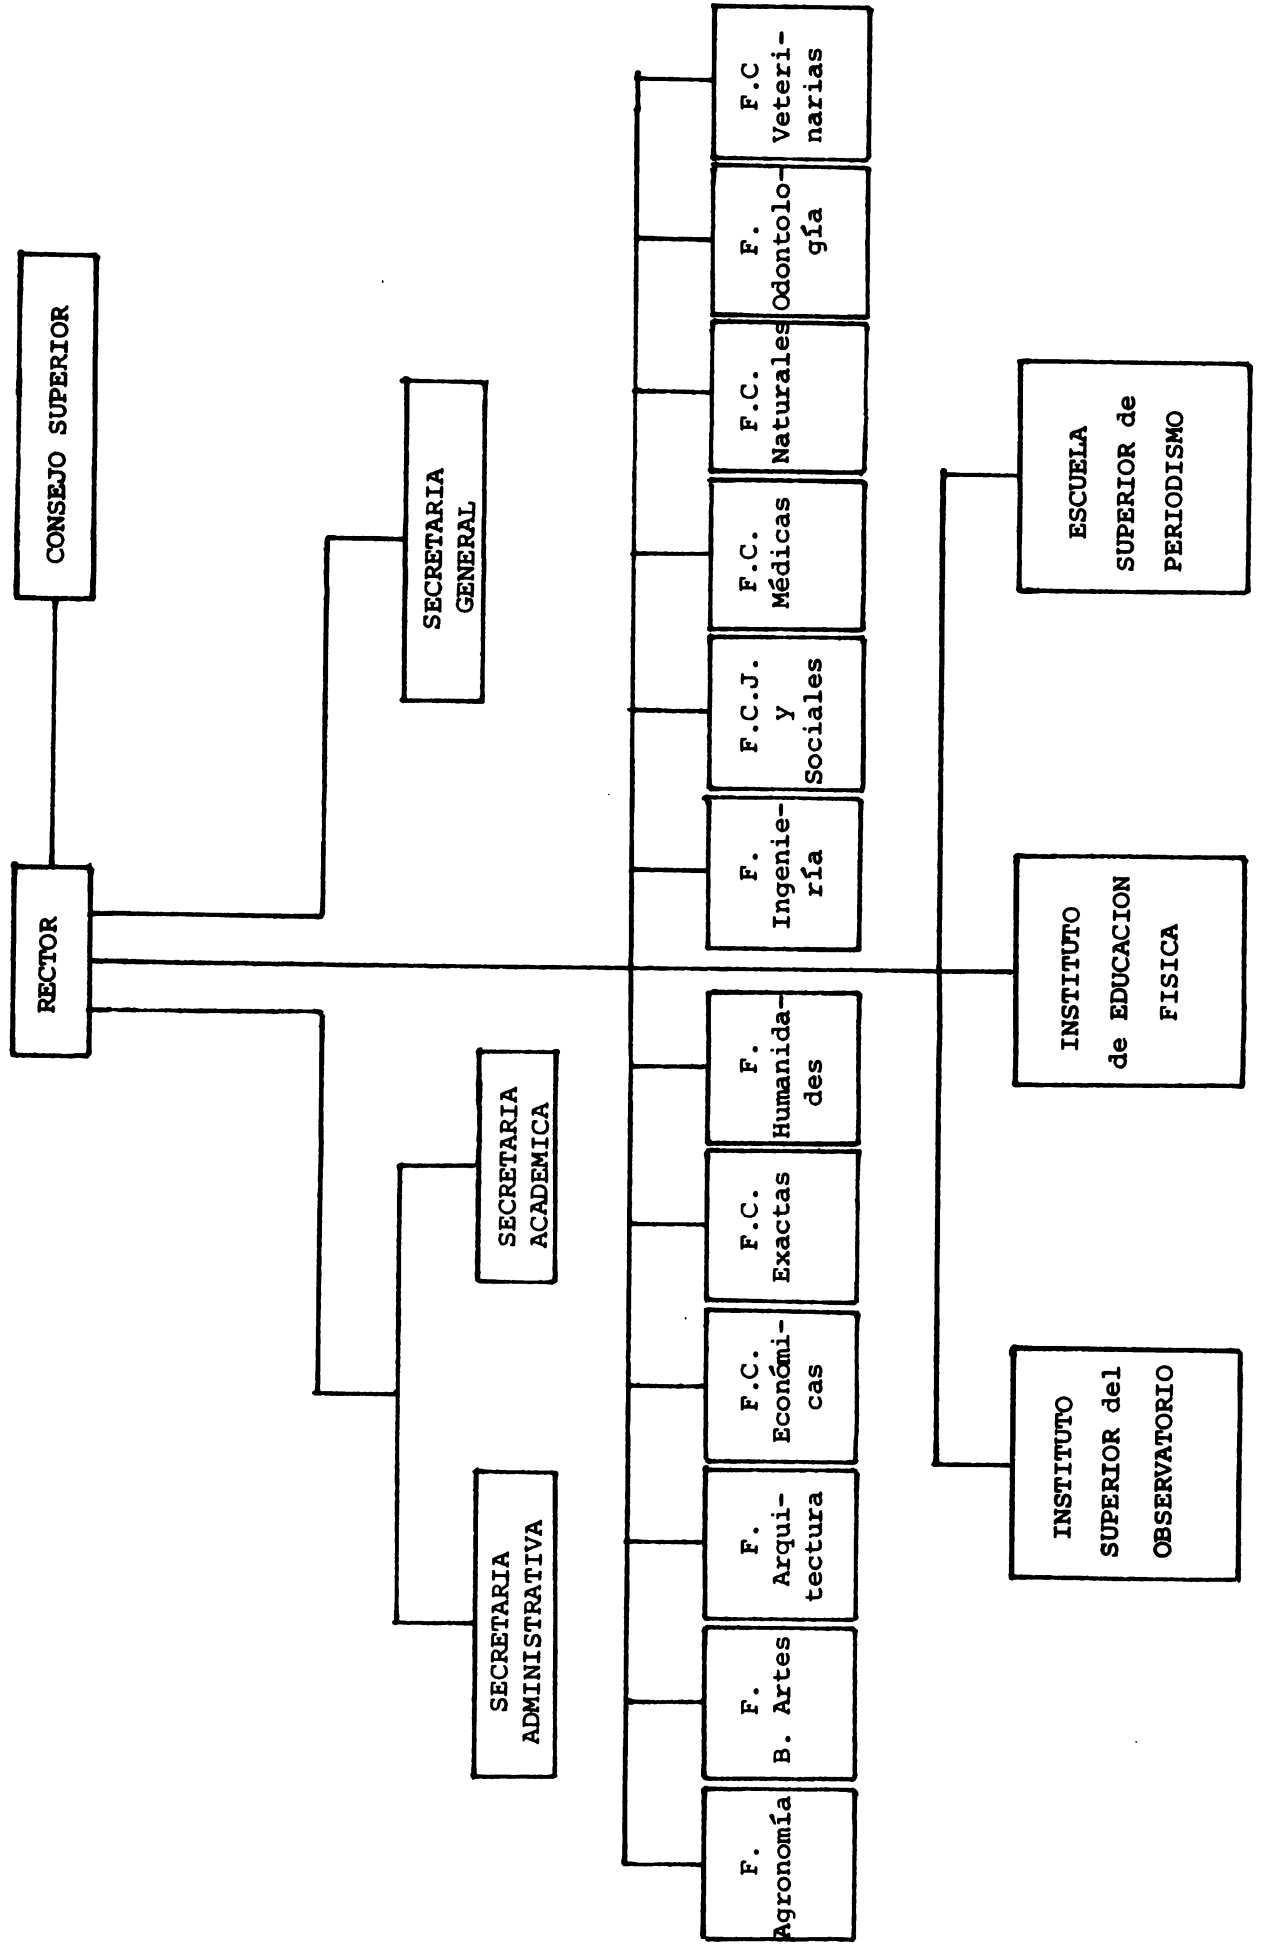 RECTOR
CONSEJO SUPERIOR
SECRETARIA
GENERAL
SECRETARIA
ADMINISTRATIVA
SECRETARIA
ACADEMICA
F.
Agronomía
F.
B. Artes
F.
Arqui-
tectura
F.C.
Económi-
cas
F.C.
Exactas
F.
Humanida-
des
F.
Ingenie-
ría
F.C.J.
y
Sociales
F.C.
Médicas
F.C.
Naturales
F.
Odontolo-
gía
F.C
Veteri-
narias
INSTITUTO
SUPERIOR del
OBSERVATORIO
INSTITUTO
de EDUCACION
FISICA
ESCUELA
SUPERIOR de
PERIODISMO